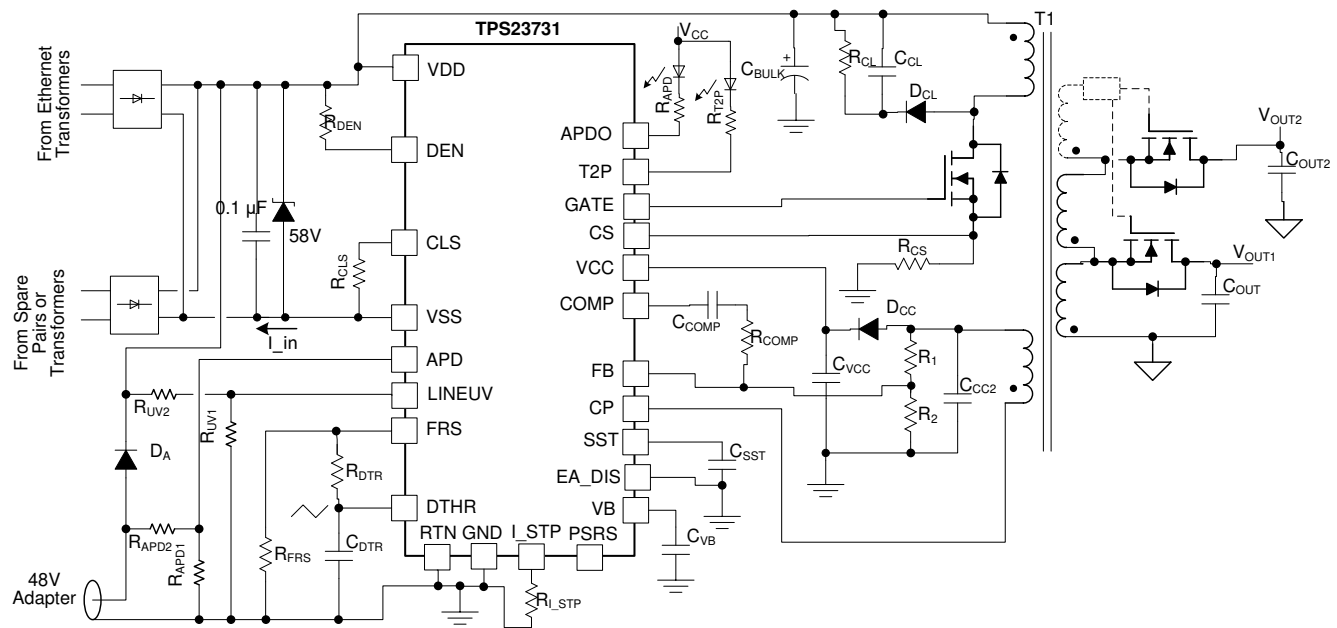 TPS23731
T1
From Ethernet
Transformers
From Spare
Pairs or
Transformers
48V
Adapter
VDD
DEN
CLS
VSS
APD
LINEUV
FRS
DTHR
RTN
GND
I_STP
PSRS
APDO
T2P
GATE
CS
VCC
COMP
FB
CP
SST
EA_DIS
VB
RDEN
0.1 µF
58V
RCLS
I_in
RUV2
RUV1
DA
RAPD2
RAPD1
RFRS
RDTR
CDTR
RI_STP
VCC
RAPD
RT2P
CBULK
RCL
CCL
DCL
RCS
CCOMP
RCOMP
DCC
CVCC
R1
R2
CCC2
CSST
CVB
VOUT2
COUT2
VOUT1
COUT
+